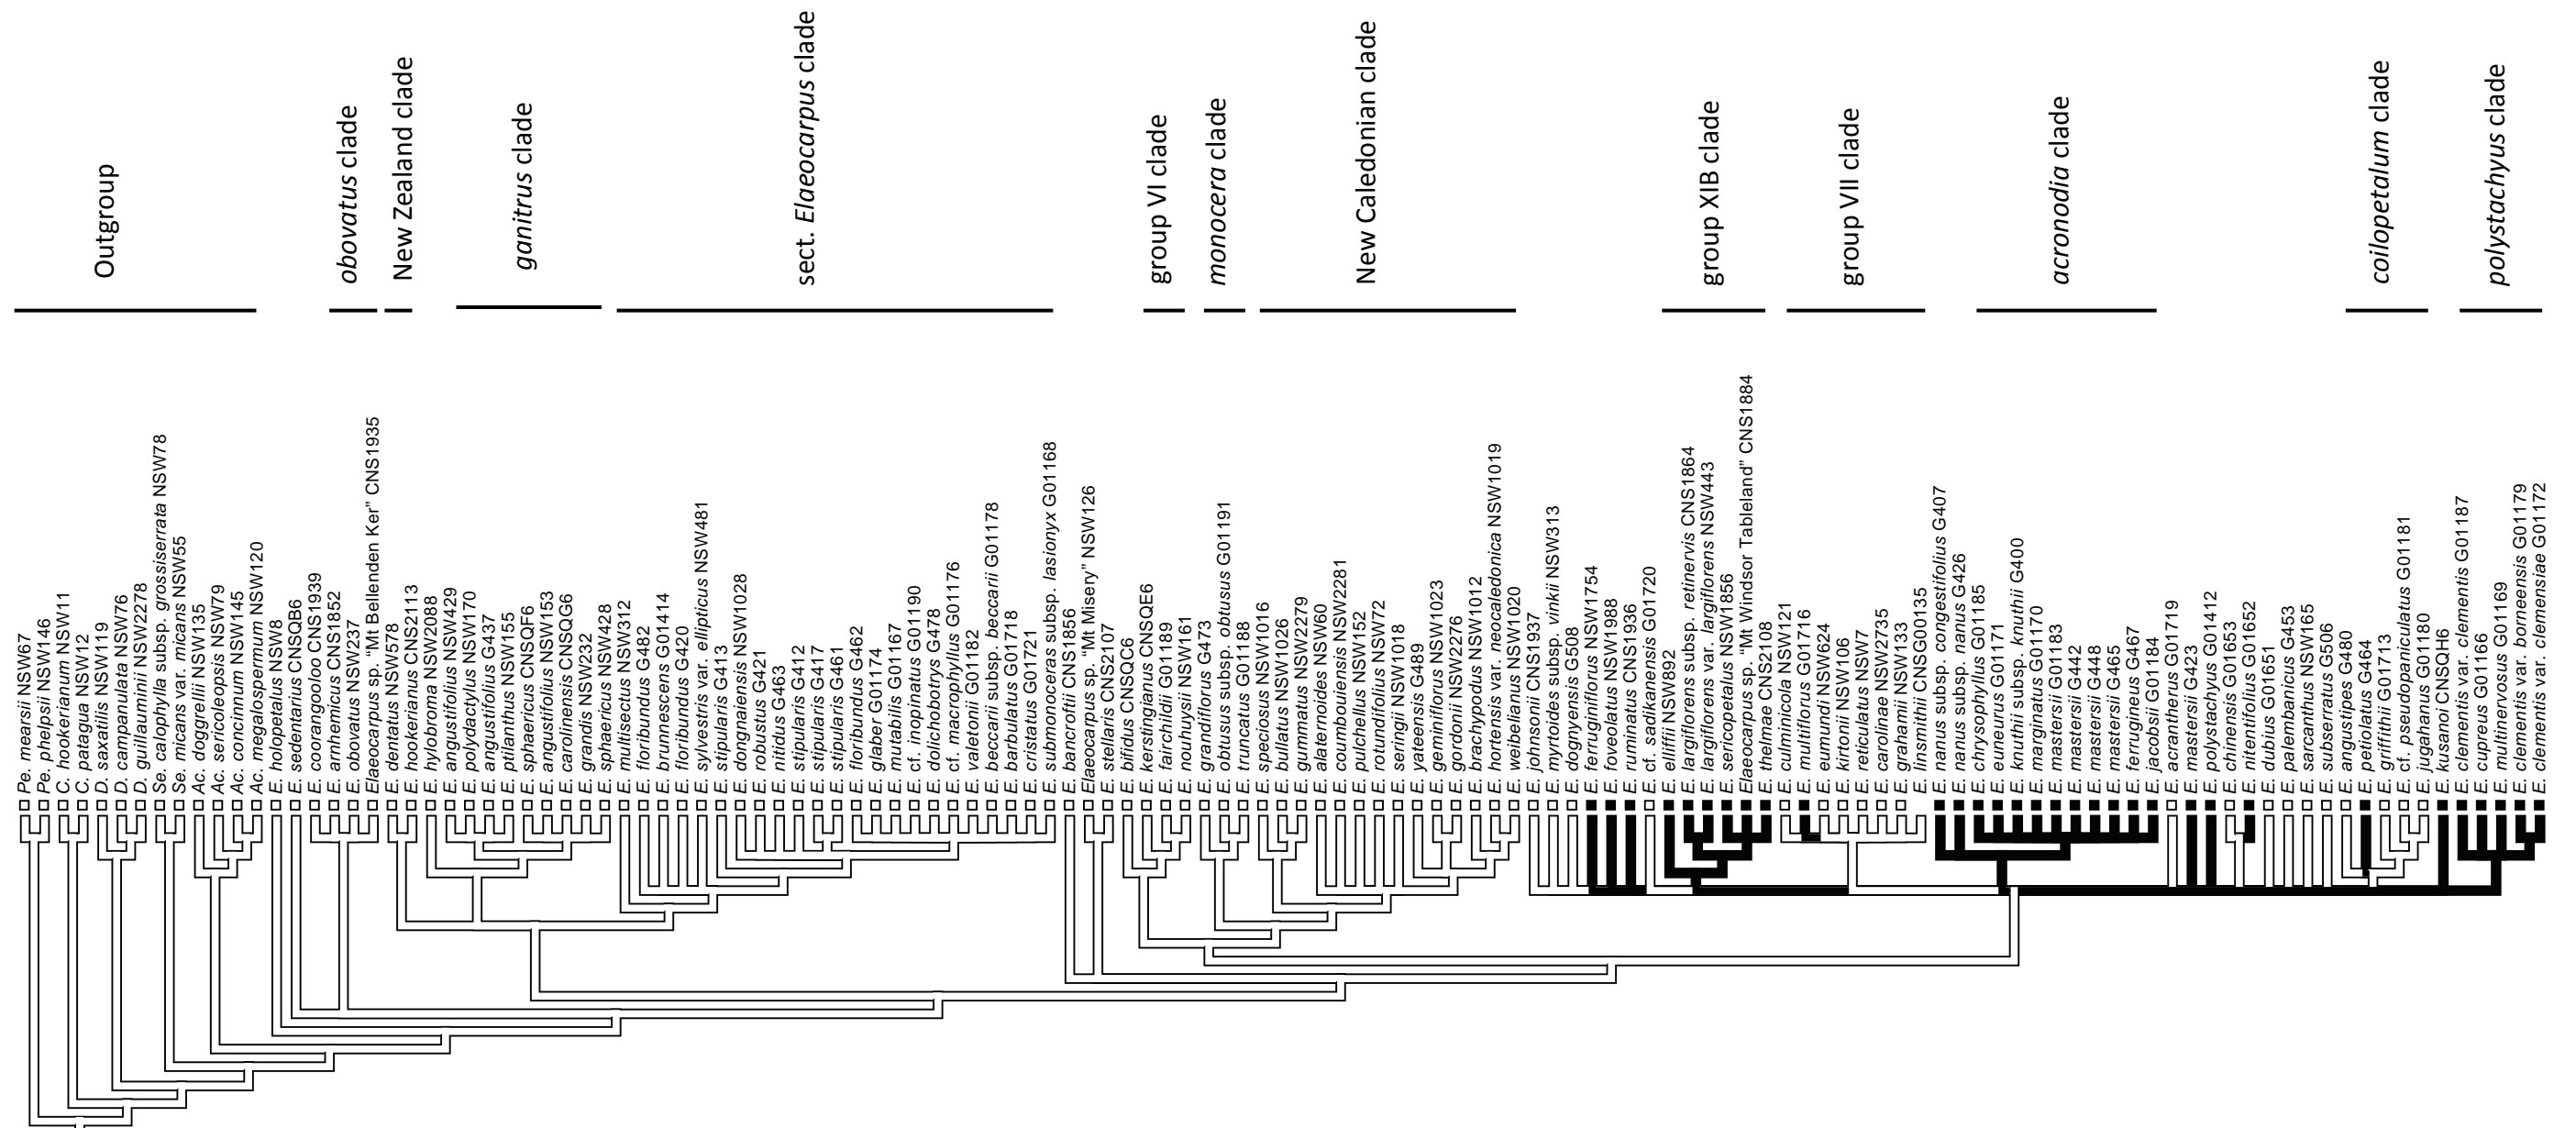 Outgroup
obovatus clade
New Zealand clade
ganitrus clade
sect. Elaeocarpus clade
group VI clade
monocera clade
New Caledonian clade
group XIB clade
group VII clade
acronodia clade
coilopetalum clade
polystachyus clade
Pe. mearsii NSW67
Pe. phelpsii NSW146
C. hookerianum NSW11
C. patagua NSW12
D. saxatilis NSW119
D. campanulata NSW76
D. guillauminii NSW2278
Se. calophylla subsp. grossiserrata NSW78
Se. micans var. micans NSW55
Ac. doggrellii NSW135
Ac. sericoleopsis NSW79
Ac. concinnum NSW145
Ac. megalospermum NSW120
E. holopetalus NSW8
E. sedentarius CNSQB6
E. coorangooloo CNS1939
E. arnhemicus CNS1852
E. obovatus NSW237
Elaeocarpus sp. "Mt Bellenden Ker" CNS1935
E. dentatus NSW578
E. hookerianus CNS2113
E. hylobroma NSW2088
E. angustifolius NSW429
E. polydactylus NSW170
E. angustifolius G437
E. ptilanthus NSW155
E. sphaericus CNSQF6
E. angustifolius NSW153
E. carolinensis CNSQG6
E. grandis NSW232
E. sphaericus NSW428
E. multisectus NSW312
E. floribundus G482
E. brunnescens G01414
E. floribundus G420
E. sylvestris var. ellipticus NSW481
E. stipularis G413
E. dongnaiensis NSW1028
E. robustus G421
E. nitidus G463
E. stipularis G412
E. stipularis G417
E. stipularis G461
E. floribundus G462
E. glaber G01174
E. mutabilis G01167
E. cf. inopinatus G01190
E. dolichobotrys G478
E. cf. macrophyllus G01176
E. valetonii G01182
E. beccarii subsp. beccarii G01178
E. barbulatus G01718
E. cristatus G01721
E. submonoceras subsp. lasionyx G01168
E. bancroftii CNS1856
Elaeocarpus sp. "Mt Misery" NSW126
E. stellaris CNS2107
E. bifidus CNSQC6
E. kerstingianus CNSQE6
E. fairchildii G01189
E. nouhuysii NSW161
E. grandiflorus G473
E. obtusus subsp. obtusus G01191
E. truncatus G01188
E. speciosus NSW1016
E. bullatus NSW1026
E. gummatus NSW2279
E. alaternoides NSW60
E. coumbouiensis NSW2281
E. pulchellus NSW152
E. rotundifolius NSW72
E. seringii NSW1018
E. yateensis G489
E. geminiflorus NSW1023
E. gordonii NSW2276
E. brachypodus NSW1012
E. hortensis var. neocaledonica NSW1019
E. weibelianus NSW1020
E. johnsonii CNS1937
E. myrtoides subsp. vinkii NSW313
E. dognyensis G508
E. ferruginiflorus NSW1754
E. foveolatus NSW1988
E. ruminatus CNS1936
E. cf. sadikanensis G01720
E. elliffii NSW892
E. largiflorens subsp. retinervis CNS1864
E. largiflorens var. largiflorens NSW443
E. sericopetalus NSW1856
Elaeocarpus sp. "Mt Windsor Tableland" CNS1884
E. thelmae CNS2108
E. culminicola NSW121
E. multiflorus G01716
E. eumundi NSW624
E. kirtonii NSW106
E. reticulatus NSW7
E. carolinae NSW2735
E. grahamii NSW133
E. linsmithii CNSG00135
E. nanus subsp. congestifolius G407
E. nanus subsp. nanus G426
E. chrysophyllus G01185
E. euneurus G01171
E. knuthii subsp. knuthii G400
E. marginatus G01170
E. mastersii G01183
E. mastersii G442
E. mastersii G448
E. mastersii G465
E. ferrugineus G467
E. jacobsii G01184
E. acrantherus G01719
E. mastersii G423
E. polystachyus G01412
E. chinensis G01653
E. nitentifolius G01652
E. dubius G01651
E. palembanicus G453
E. sarcanthus NSW165
E. subserratus G506
E. angustipes G480
E. petiolatus G464
E. griffithii G01713
E. cf. pseudopaniculatus G01181
E. jugahanus G01180
E. kusanoi CNSQH6
E. clementis var. clementis G01187
E. cupreus G01166
E. multinervosus G01169
E. clementis var. borneensis G01179
E. clementis var. clemensiae G01172